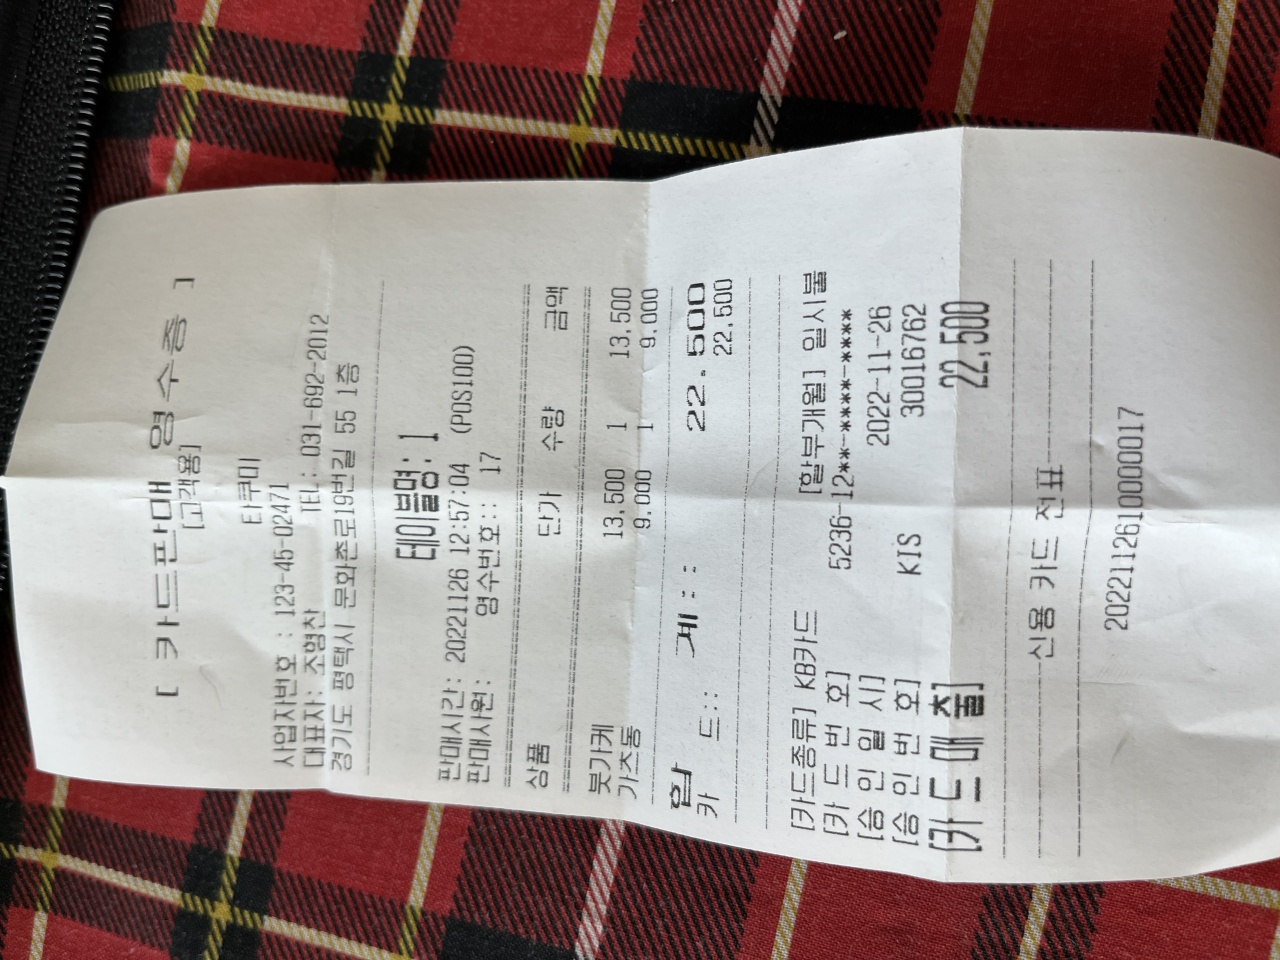 [ 카드판매 영수증 ]
[고객용]
타쿠미
사업자번호 : 123-45-02471
대표자: 조형찬 TEL: 031-692-2012
경기도 평택시 문화촌로19번길 55 1층
테이블명: 1
판매시간: 20221126 12:57:04 (POS100)
판매사원: 영수번호:: 17
상품 단가 수량 금액
붓가케 13,500 1 13,500
가츠동 9,000 1 9,000
합 계:: 22,500
카 드:: 22,500
[카드종류] KB카드 [할부개월] 일시불
[카 드 번 호] 5236-12**-****-****
[승 인 일 시] 2022-11-26
[승 인 번 호] KIS 30016762
[카 드 매 출] 22,500
신용 카드 전표
20221126100000017